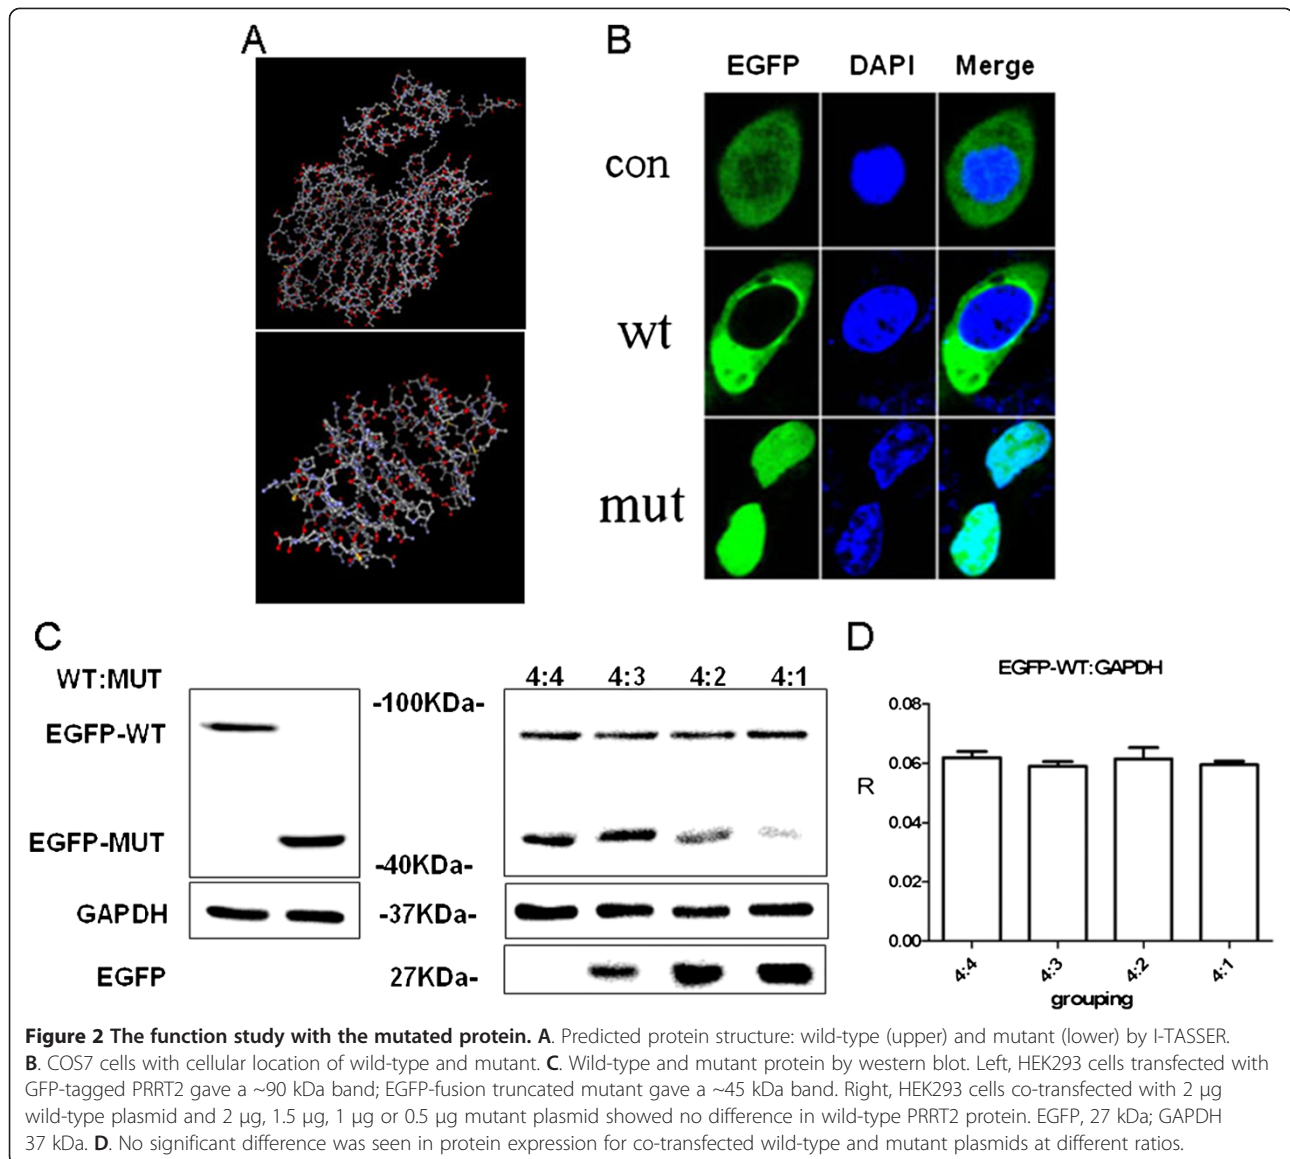 A
B
EGFP DAPI Merge
con
wt
mut
C
WT:MUT
4:4 4:3 4:2 4:1
-100KDa-
EGFP-WT
EGFP-MUT
-40KDa-
GAPDH
-37KDa-
EGFP
27KDa-
D
EGFP-WT:GAPDH
0.08
0.06
R
0.04
0.02
0.00
4:4 4:3 4:2 4:1
grouping
Figure 2 The function study with the mutated protein. A. Predicted protein structure: wild-type (upper) and mutant (lower) by I-TASSER.
B. COS7 cells with cellular location of wild-type and mutant. C. Wild-type and mutant protein by western blot. Left, HEK293 cells transfected with
GFP-tagged PRRT2 gave a ~90 kDa band; EGFP-fusion truncated mutant gave a ~45 kDa band. Right, HEK293 cells co-transfected with 2 μg
wild-type plasmid and 2 μg, 1.5 μg, 1 μg or 0.5 μg mutant plasmid showed no difference in wild-type PRRT2 protein. EGFP, 27 kDa; GAPDH
37 kDa. D. No significant difference was seen in protein expression for co-transfected wild-type and mutant plasmids at different ratios.